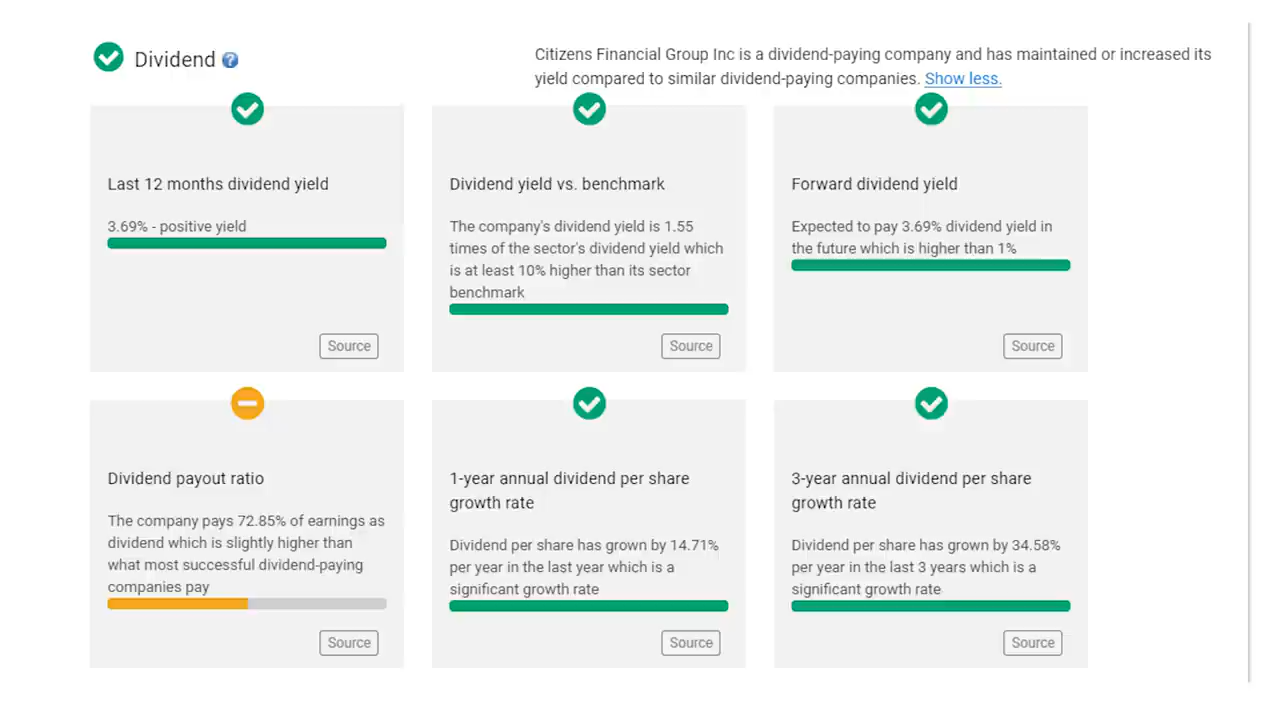 Dividend ?
Citizens Financial Group Inc is a dividend-paying company and has maintained or increased its
yield compared to similar dividend-paying companies. Show less.
Last 12 months dividend yield
3.69% - positive yield
Source
Dividend yield vs. benchmark
The company's dividend yield is 1.55
times of the sector's dividend yield which
is at least 10% higher than its sector
benchmark
Source
Forward dividend yield
Expected to pay 3.69% dividend yield in
the future which is higher than 1%
Source
Dividend payout ratio
The company pays 72.85% of earnings as
dividend which is slightly higher than
what most successful dividend-paying
companies pay
Source
1-year annual dividend per share
growth rate
Dividend per share has grown by 14.71%
per year in the last year which is a
significant growth rate
Source
3-year annual dividend per share
growth rate
Dividend per share has grown by 34.58%
per year in the last 3 years which is a
significant growth rate
Source